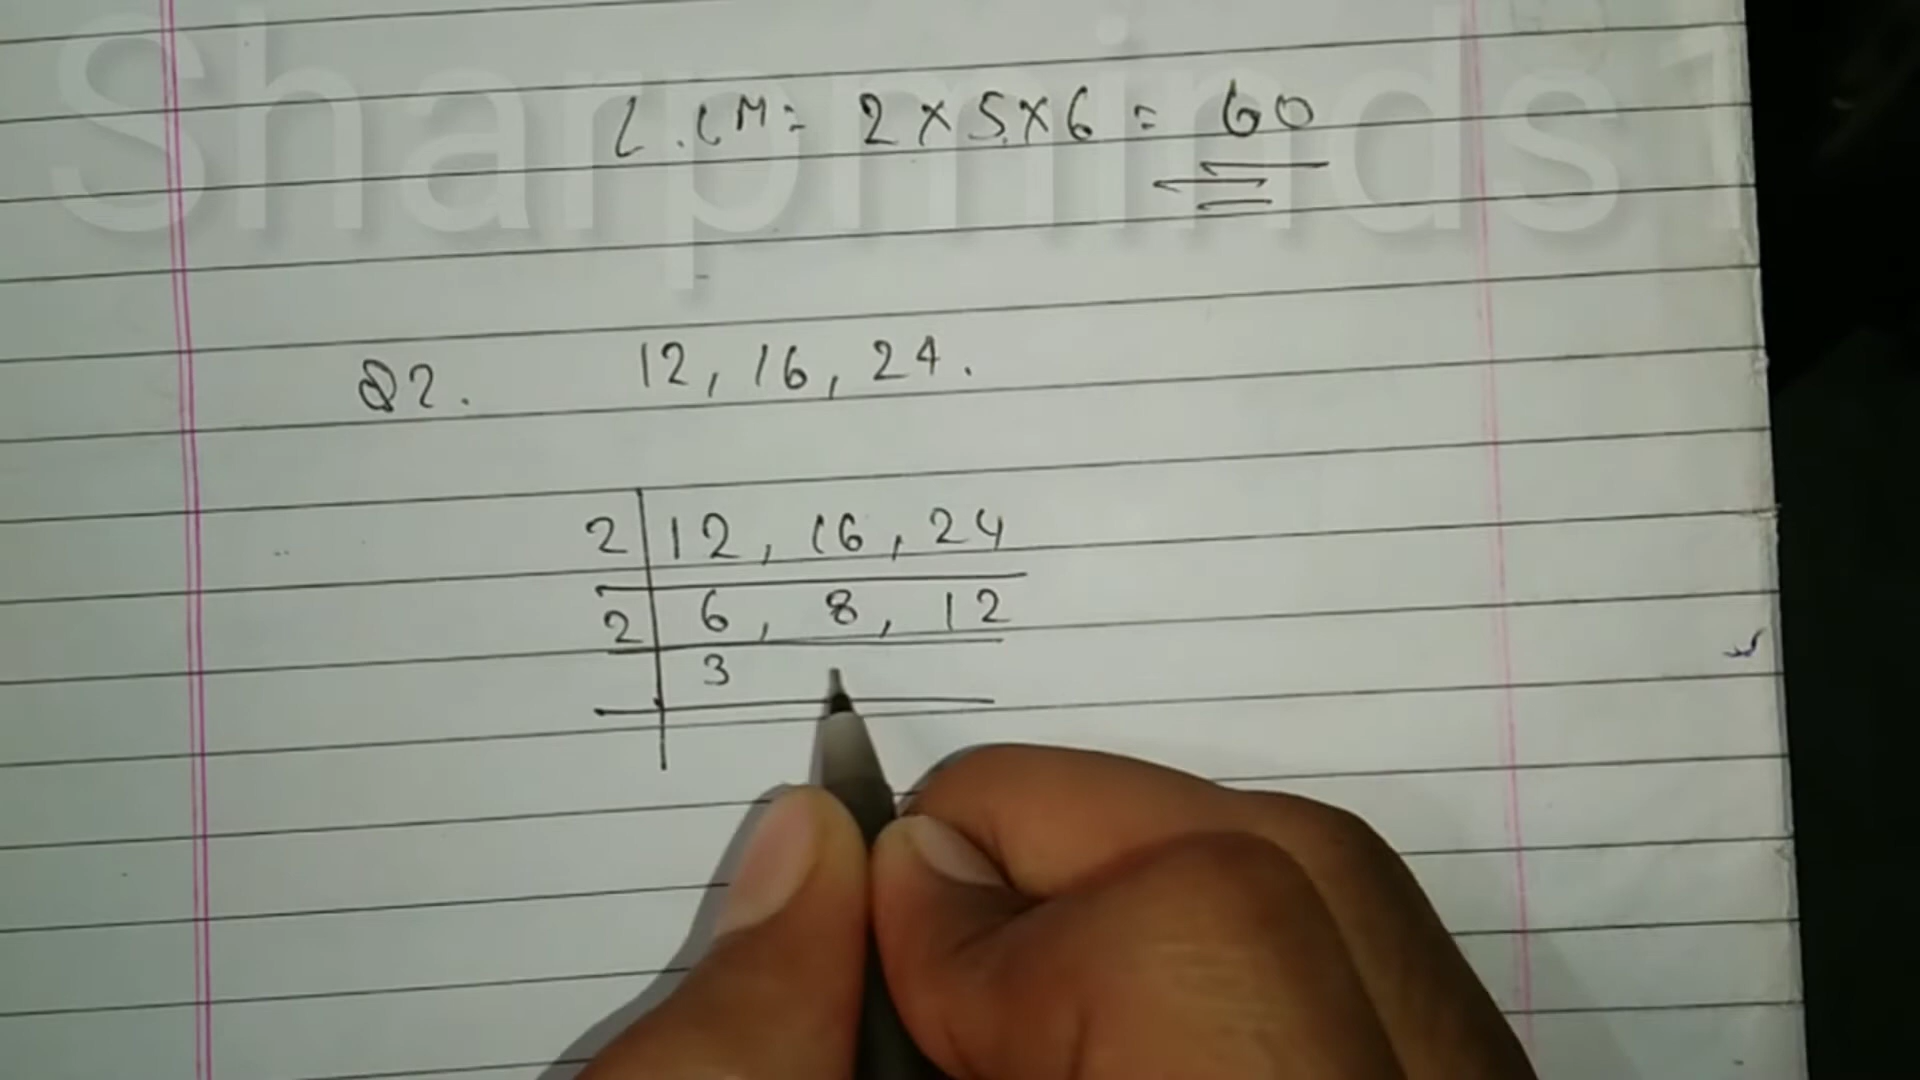 Sharpminds1
L.CM = 2 × 5 × 6 = 60
Q2. 12, 16, 24.
2 | 12, 16, 24
2 | 6, 8, 12
3